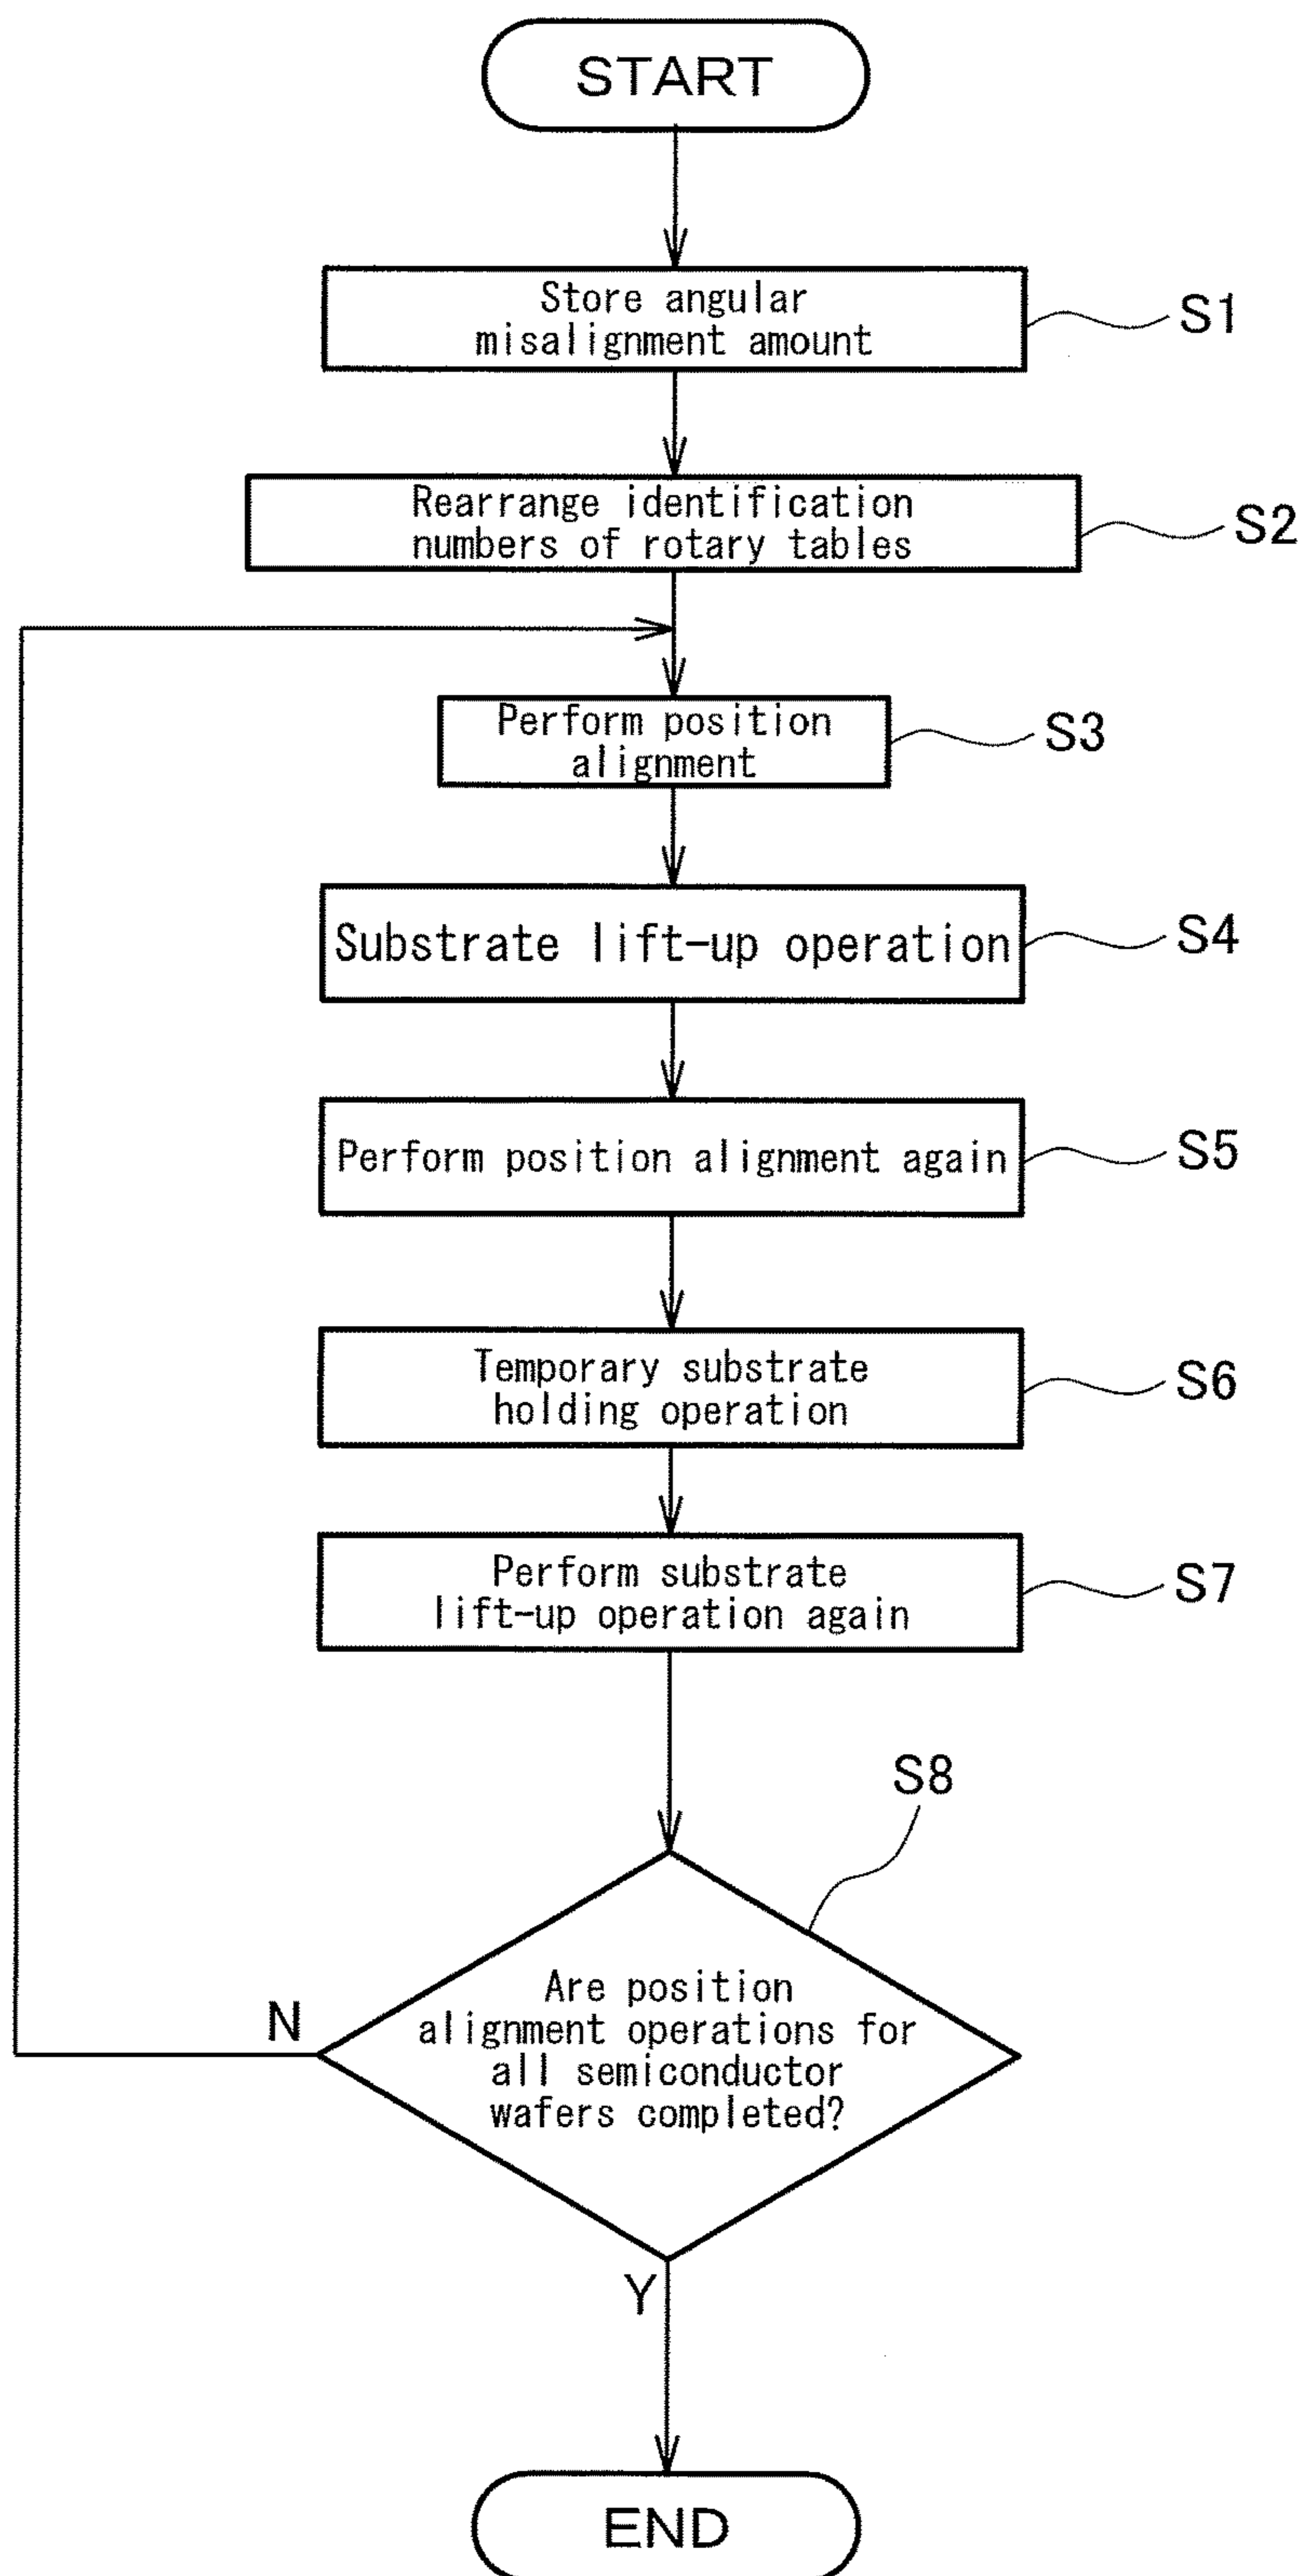 START
Store angular
misalignment amount
S1
Rearrange identification
numbers of rotary tables
S2
Perform position
alignment
S3
Substrate lift-up operation
S4
Perform position alignment again
S5
Temporary substrate
holding operation
S6
Perform substrate
lift-up operation again
S7
S8
Are position
alignment operations for
all semiconductor
wafers completed?
N
Y
END